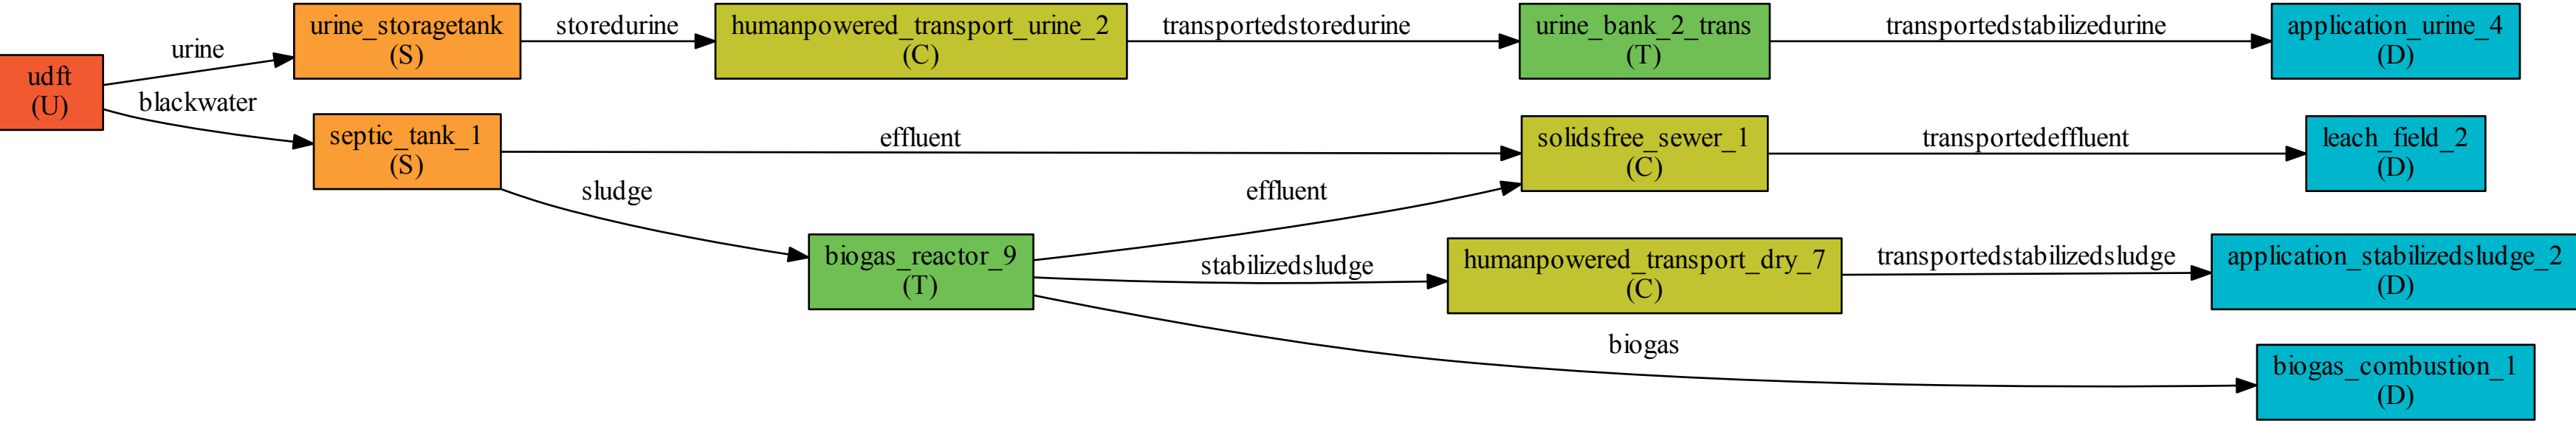 udft
(U)
urine
blackwater
urine_storagetank
(S)
storedurine
humanpowered_transport_urine_2
(C)
transportedstoredurine
urine_bank_2_trans
(T)
transportedstabilizedurine
application_urine_4
(D)
septic_tank_1
(S)
effluent
solidsfree_sewer_1
(C)
transportedeffluent
leach_field_2
(D)
sludge
effluent
biogas_reactor_9
(T)
stabilizedsludge
humanpowered_transport_dry_7
(C)
transportedstabilizedsludge
application_stabilizedsludge_2
(D)
biogas
biogas_combustion_1
(D)